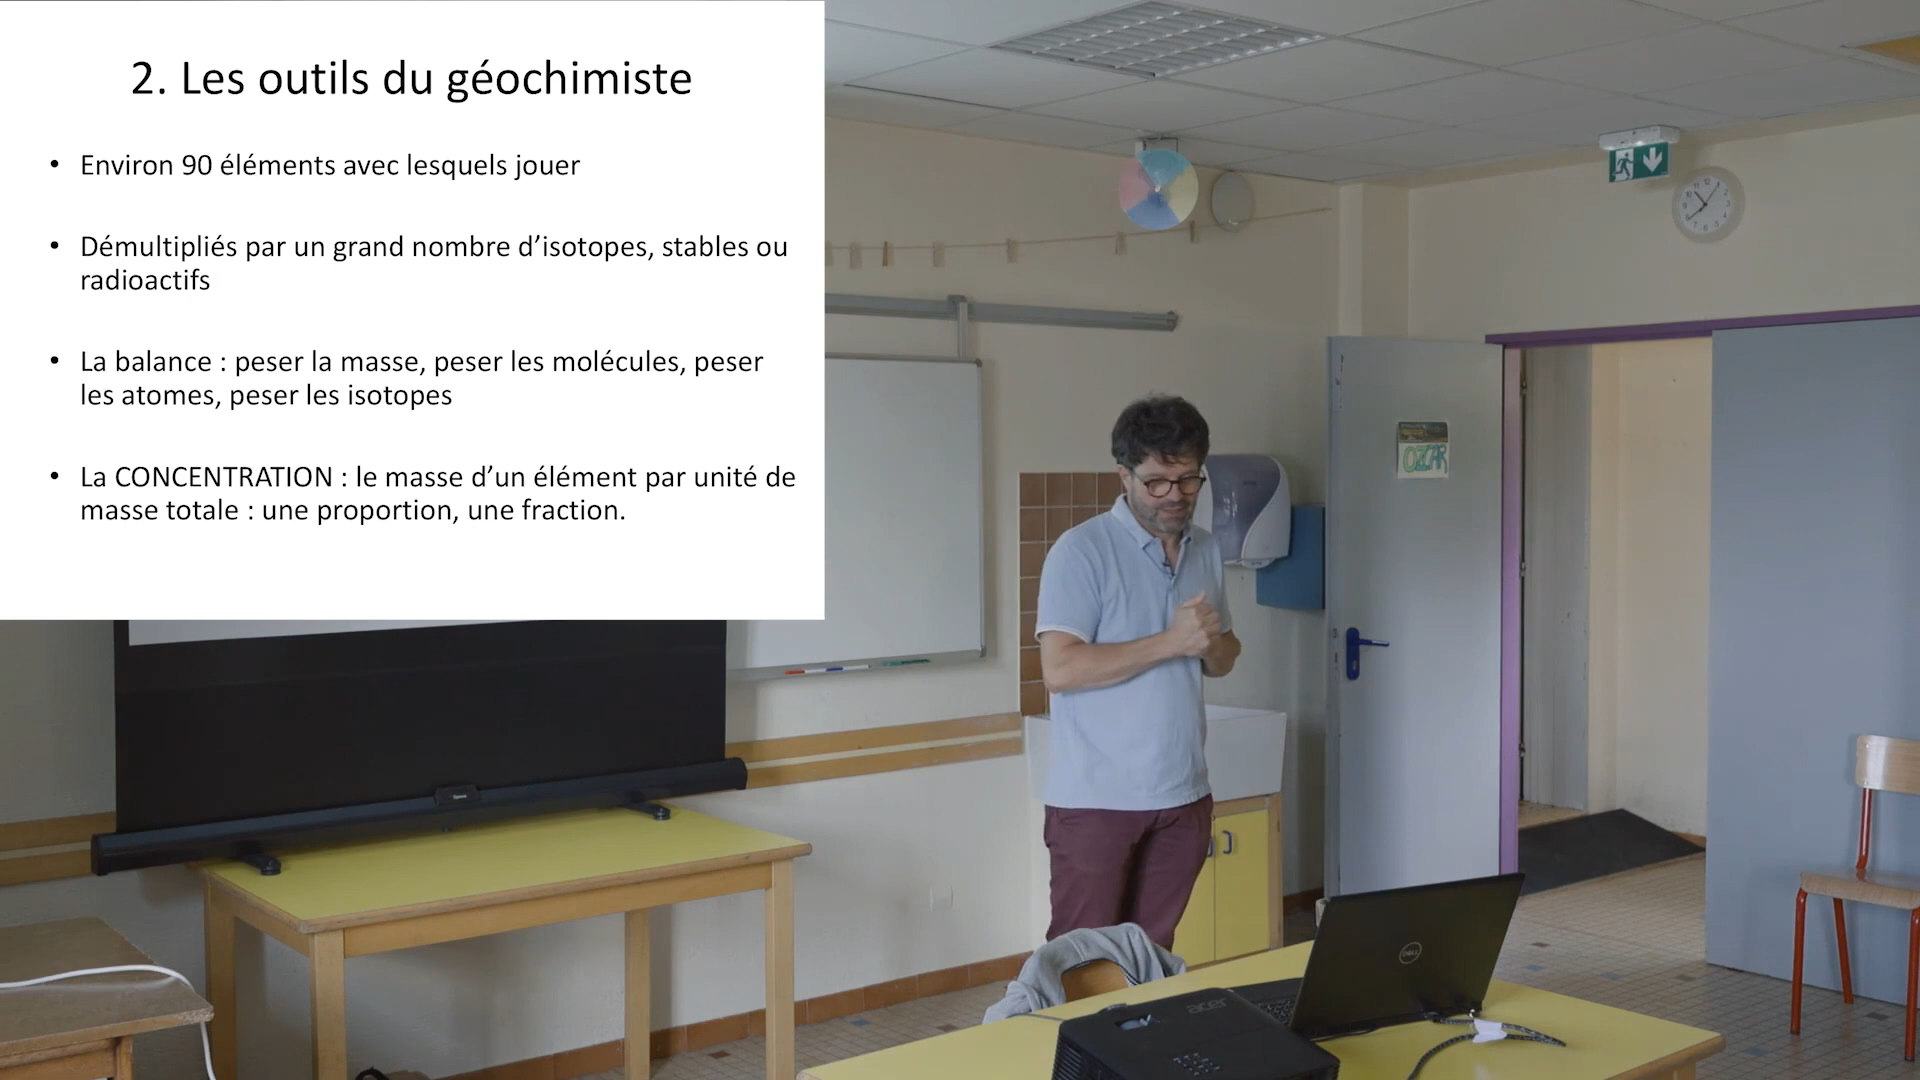 2. Les outils du géochimiste
• Environ 90 éléments avec lesquels jouer
• Démultipliés par un grand nombre d’isotopes, stables ou
radioactifs
• La balance : peser la masse, peser les molécules, peser
les atomes, peser les isotopes
• La CONCENTRATION : le masse d’un élément par unité de
masse totale : une proportion, une fraction.
OZCAR
DELL
acer